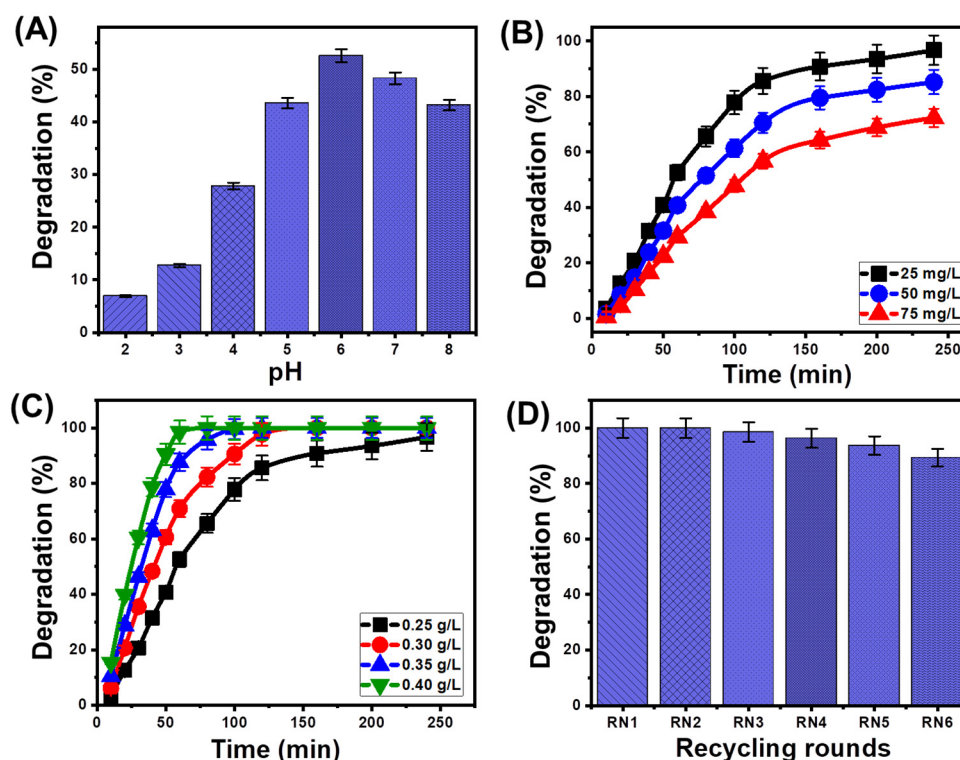 (A)
Degradation (%)
50
40
30
20
10
0
2 3 4 5 6 7 8
pH
(B)
Degradation (%)
100
80
60
40
20
0
0 50 100 150 200 250
Time (min)
25 mg/L
50 mg/L
75 mg/L
(C)
Degradation (%)
100
80
60
40
20
0
0 50 100 150 200 250
Time (min)
0.25 g/L
0.30 g/L
0.35 g/L
0.40 g/L
(D)
Degradation (%)
100
80
60
40
20
0
RN1 RN2 RN3 RN4 RN5 RN6
Recycling rounds